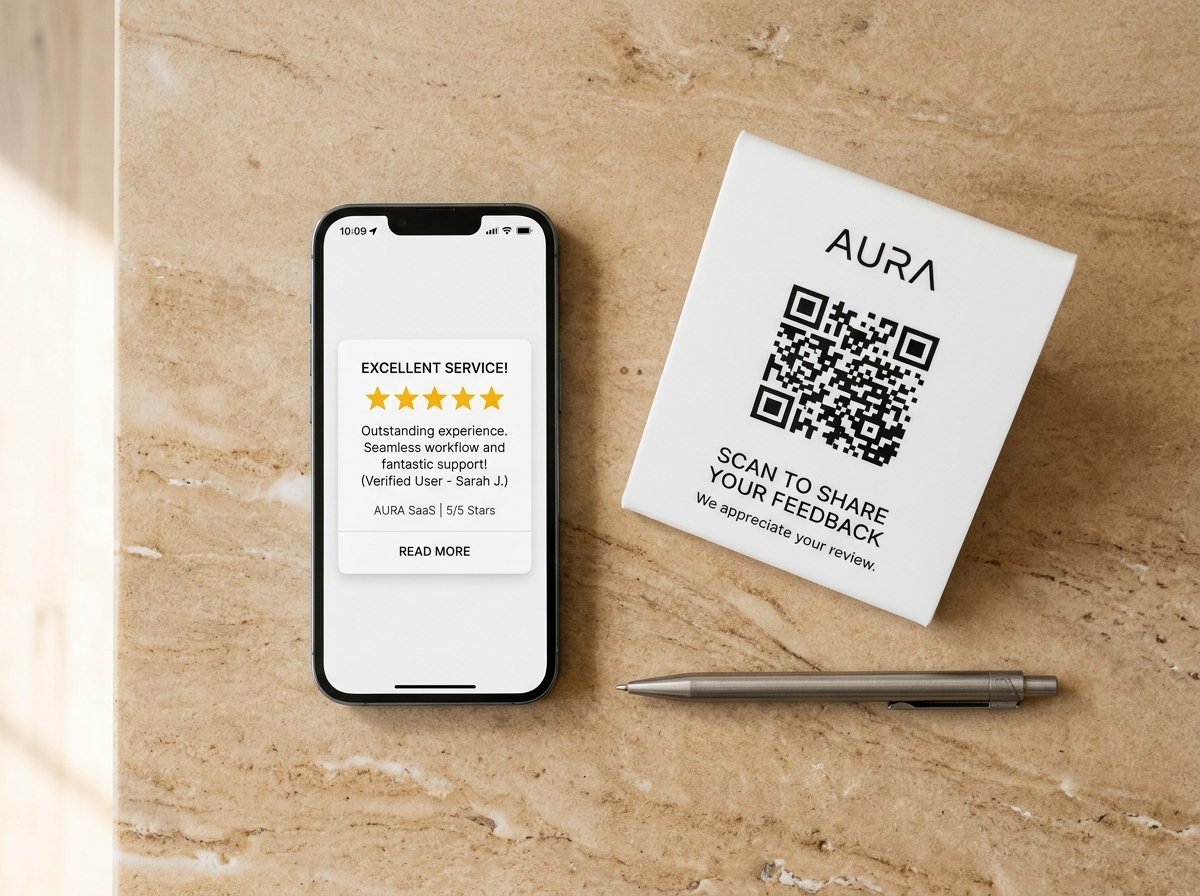 10:09
EXCELLENT SERVICE!
Outstanding experience.
Seamless workflow and
fantastic support!
(Verified User - Sarah J.)
AURA SaaS | 5/5 Stars
READ MORE
AURA
SCAN TO SHARE
YOUR FEEDBACK
We appreciate your review.